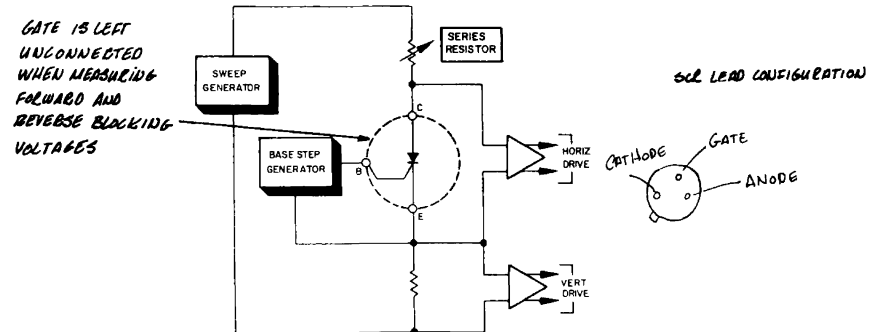 GATE IS LEFT
UNCONNECTED
WHEN MEASURING
FORWARD AND
REVERSE BLOCKING
VOLTAGES
SWEEP
GENERATOR
SERIES
RESISTOR
C
BASE STEP
GENERATOR
B
E
HORIZ
DRIVE
VERT
DRIVE
SCR LEAD CONFIGURATION
CATHODE
GATE
ANODE